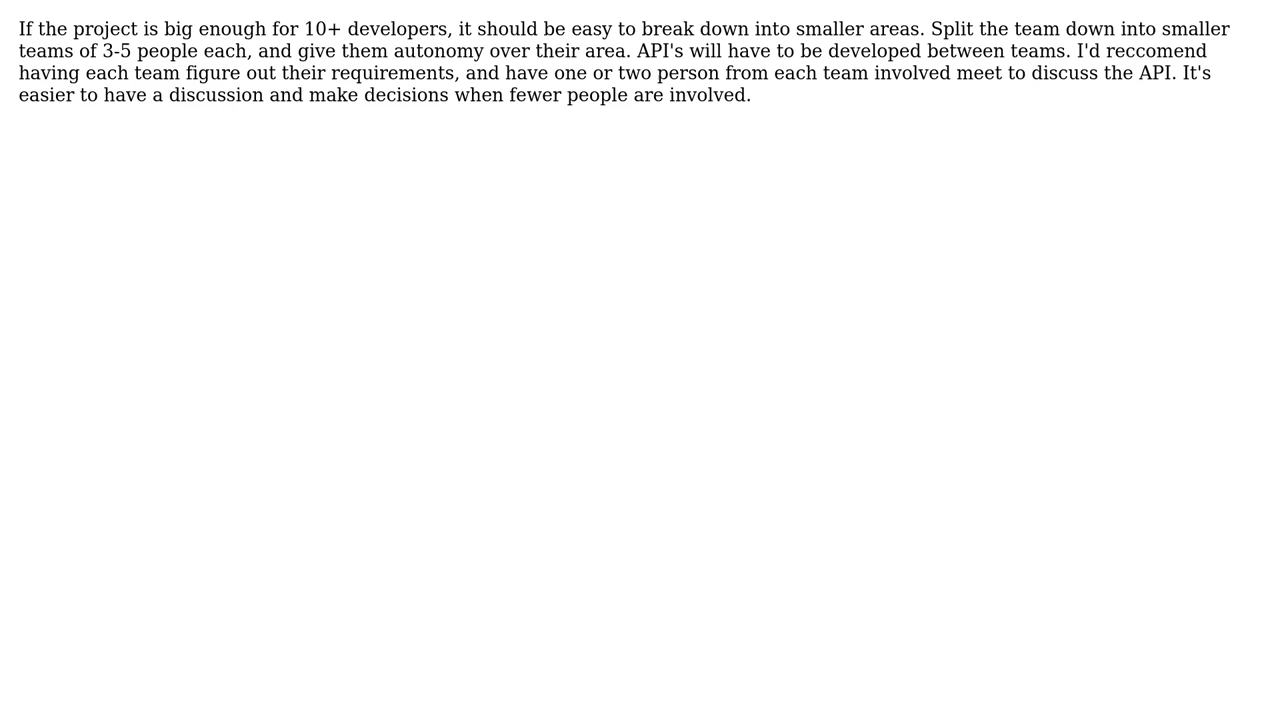 If the project is big enough for 10+ developers, it should be easy to break down into smaller areas. Split the team down into smaller
teams of 3-5 people each, and give them autonomy over their area. API's will have to be developed between teams. I'd reccomend
having each team figure out their requirements, and have one or two person from each team involved meet to discuss the API. It's
easier to have a discussion and make decisions when fewer people are involved.